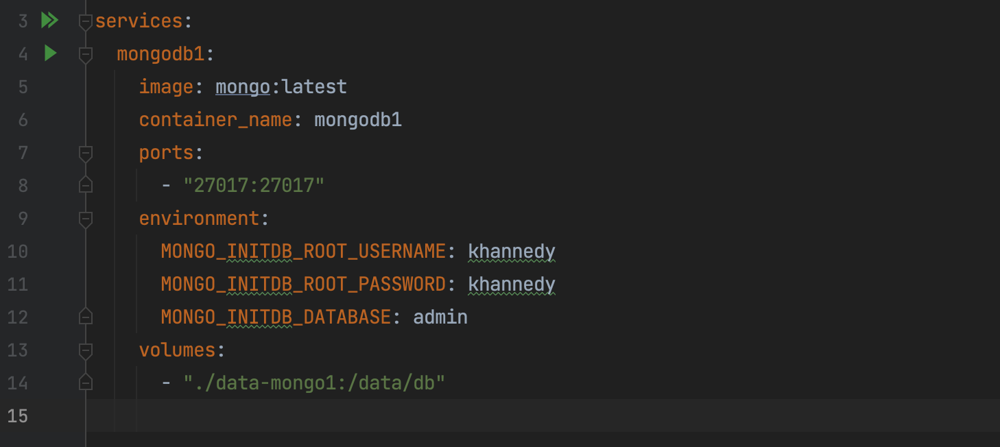 3 services:
4   mongodb1:
5     image: mongo:latest
6     container_name: mongodb1
7     ports:
8       - "27017:27017"
9     environment:
10       MONGO_INITDB_ROOT_USERNAME: khannedy
11       MONGO_INITDB_ROOT_PASSWORD: khannedy
12       MONGO_INITDB_DATABASE: admin
13     volumes:
14       - "./data-mongo1:/data/db"
15